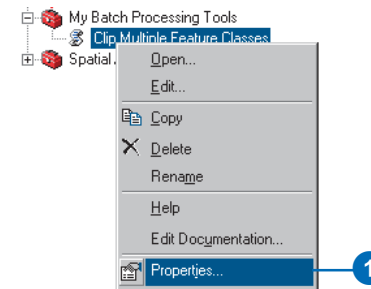 My Batch Processing Tools
Clip Multiple Feature Classes
Spatial
Open...
Edit...
Copy
Delete
Rename
Help
Edit Documentation...
Properties...
1